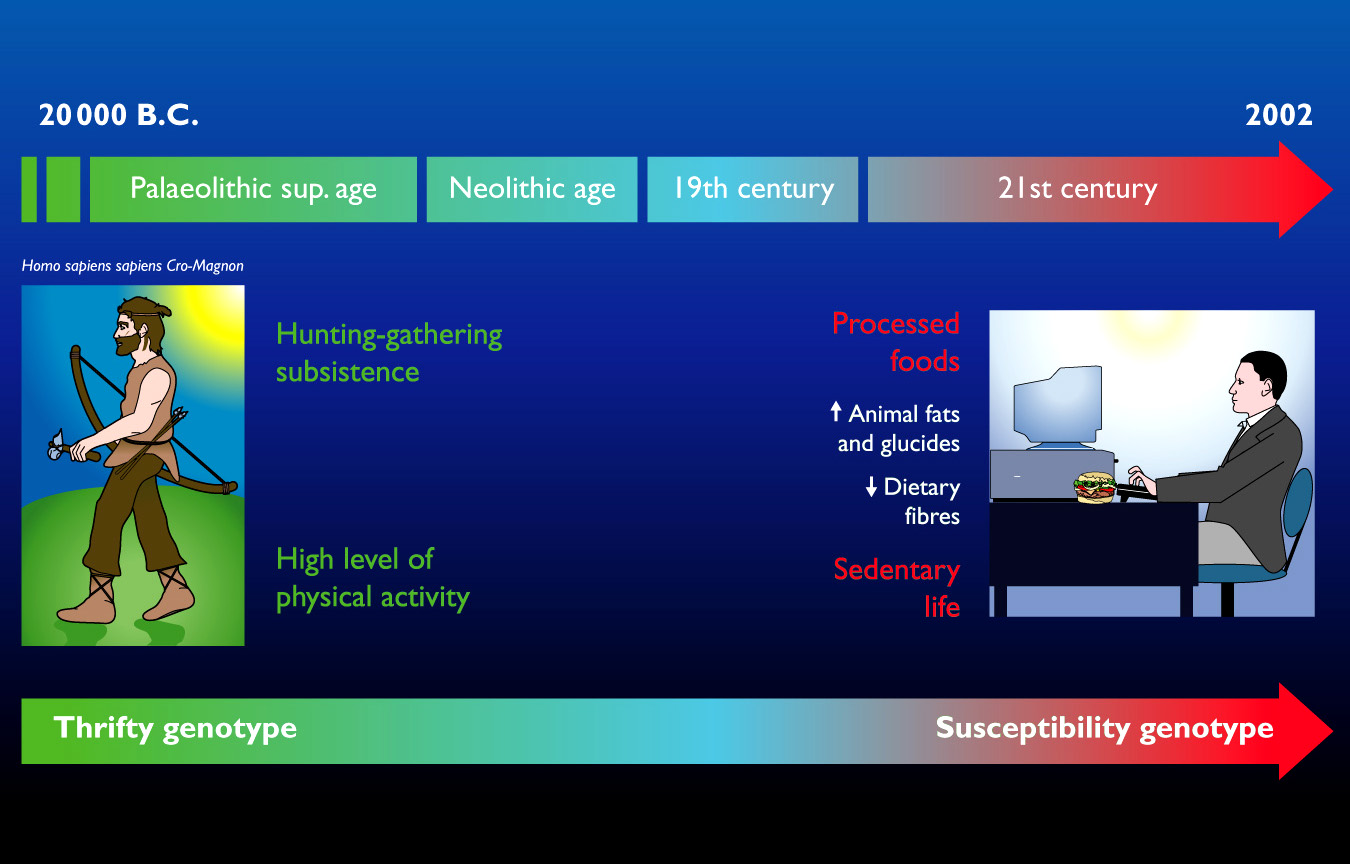 20 000 B.C.
2002
Palaeolithic sup. age
Neolithic age
19th century
21st century
Homo sapiens sapiens Cro-Magnon
Hunting-gathering
subsistence
High level of
physical activity
Processed
foods
↑ Animal fats
and glucides
↓ Dietary
fibres
Sedentary
life
Thrifty genotype
Susceptibility genotype